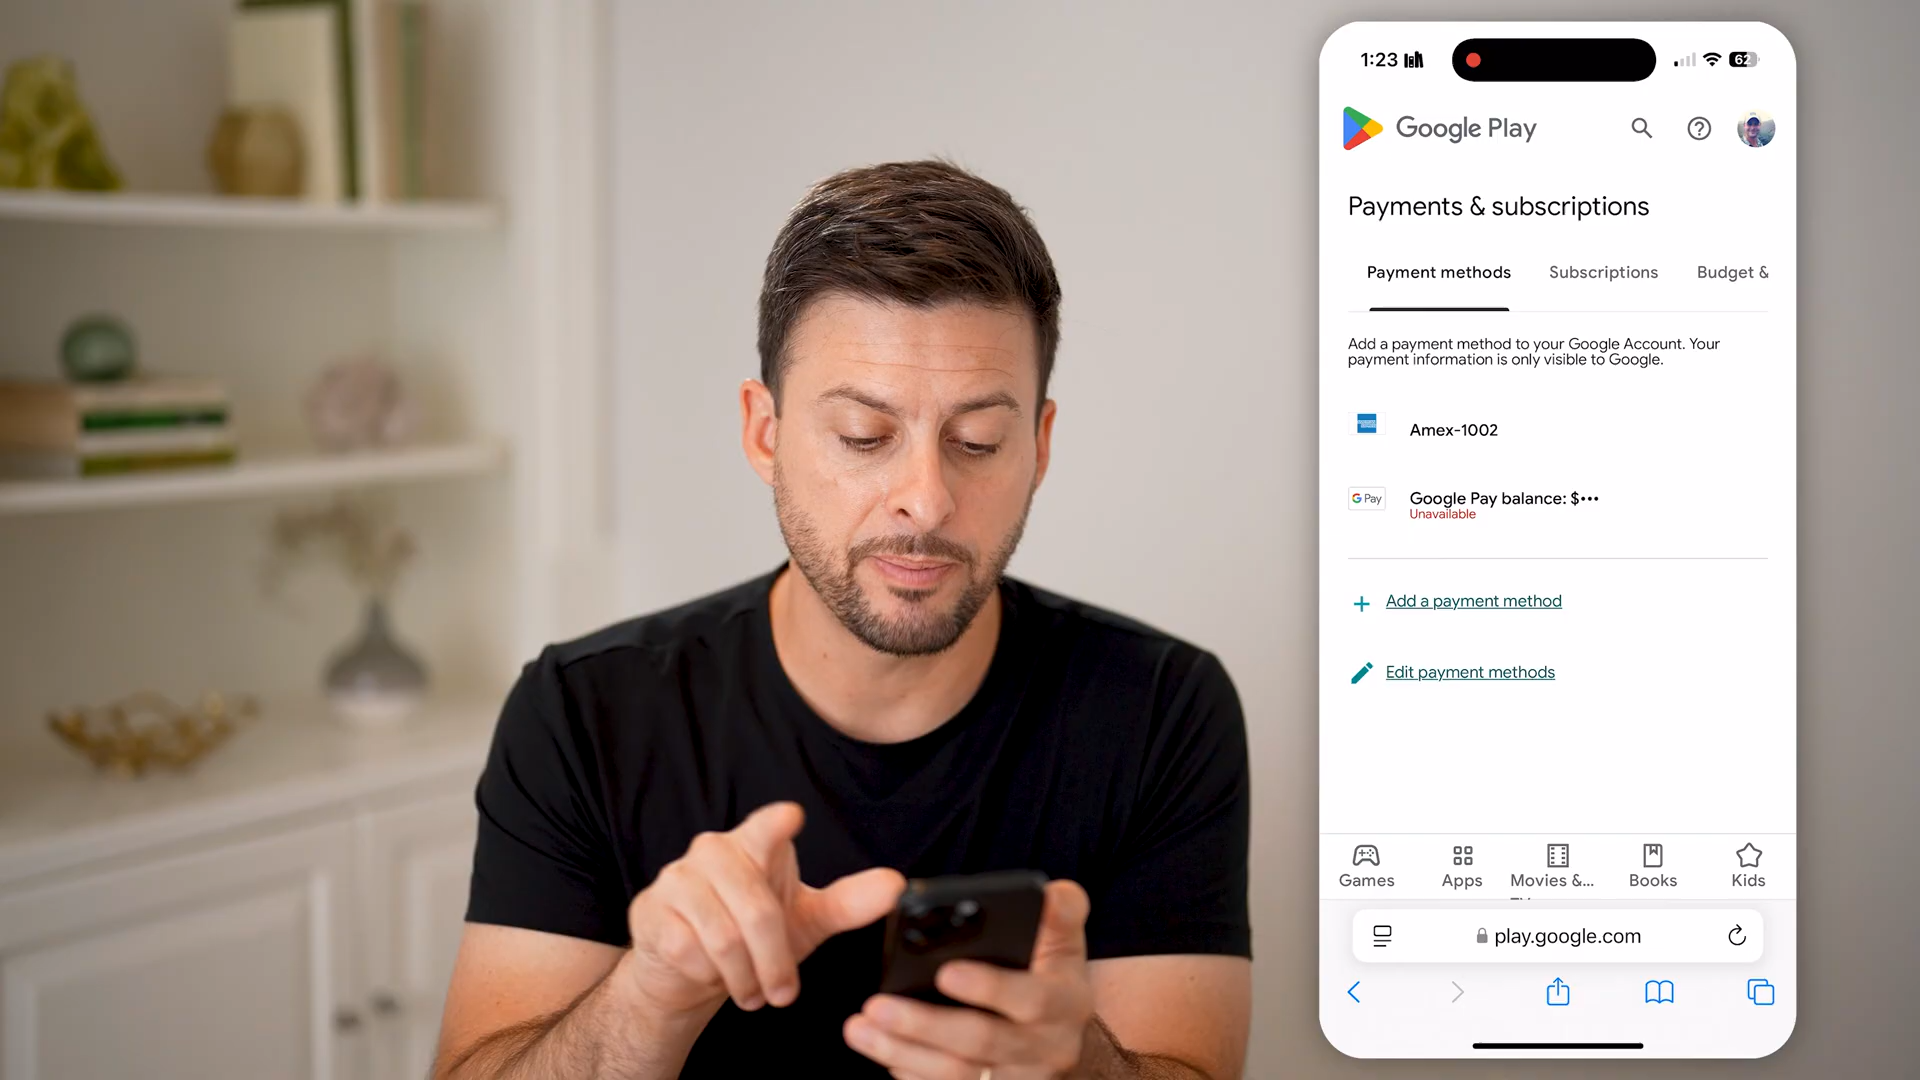 1:23
62
Google Play
Payments & subscriptions
Payment methods
Subscriptions
Budget &
Add a payment method to your Google Account. Your
payment information is only visible to Google.
Amex-1002
G Pay
Google Pay balance: $•••
Unavailable
Add a payment method
Edit payment methods
Games
Apps
Movies &...
Books
Kids
play.google.com